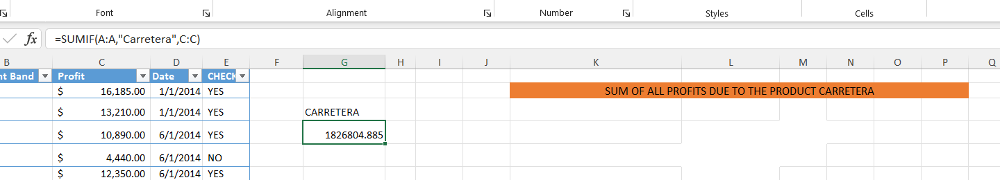 Font Alignment Number Styles Cells
fx =SUMIF(A:A,"Carretera",C:C)
B C D E F G H I J K L M N O P Q
nt Band Profit Date CHECK
$ 16,185.00 1/1/2014 YES SUM OF ALL PROFITS DUE TO THE PRODUCT CARRETERA
$ 13,210.00 1/1/2014 YES CARRETERA
$ 10,890.00 6/1/2014 YES 1826804.885
$ 4,440.00 6/1/2014 NO
$ 12,350.00 6/1/2014 YES